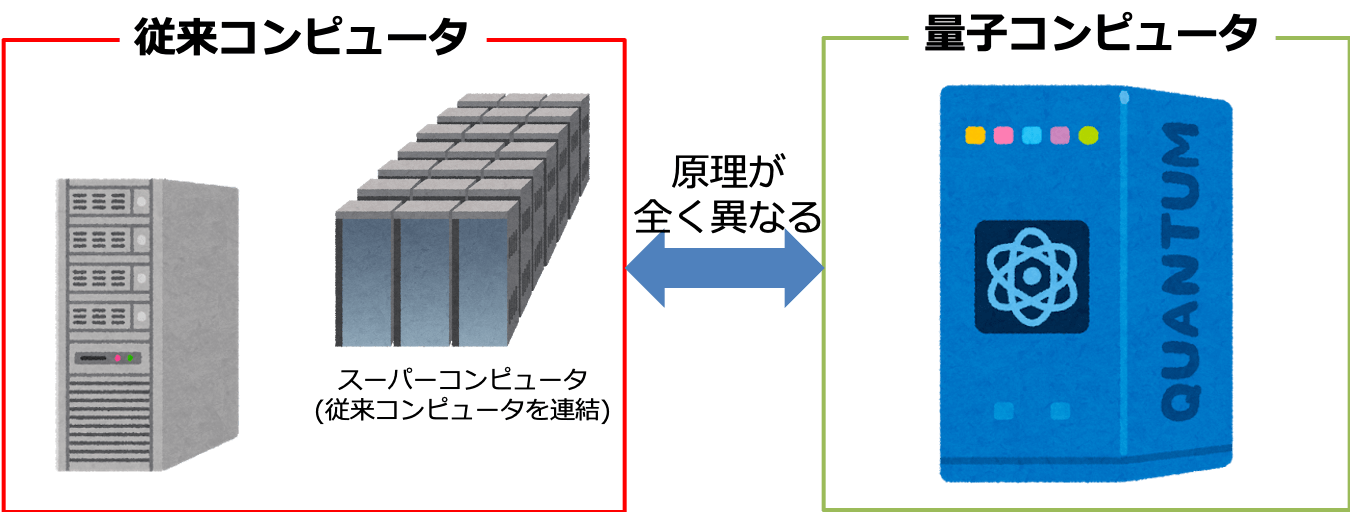 従来コンピュータ
量子コンピュータ
原理が
全く異なる
スーパーコンピュータ
(従来コンピュータを連結)
QUANTUM